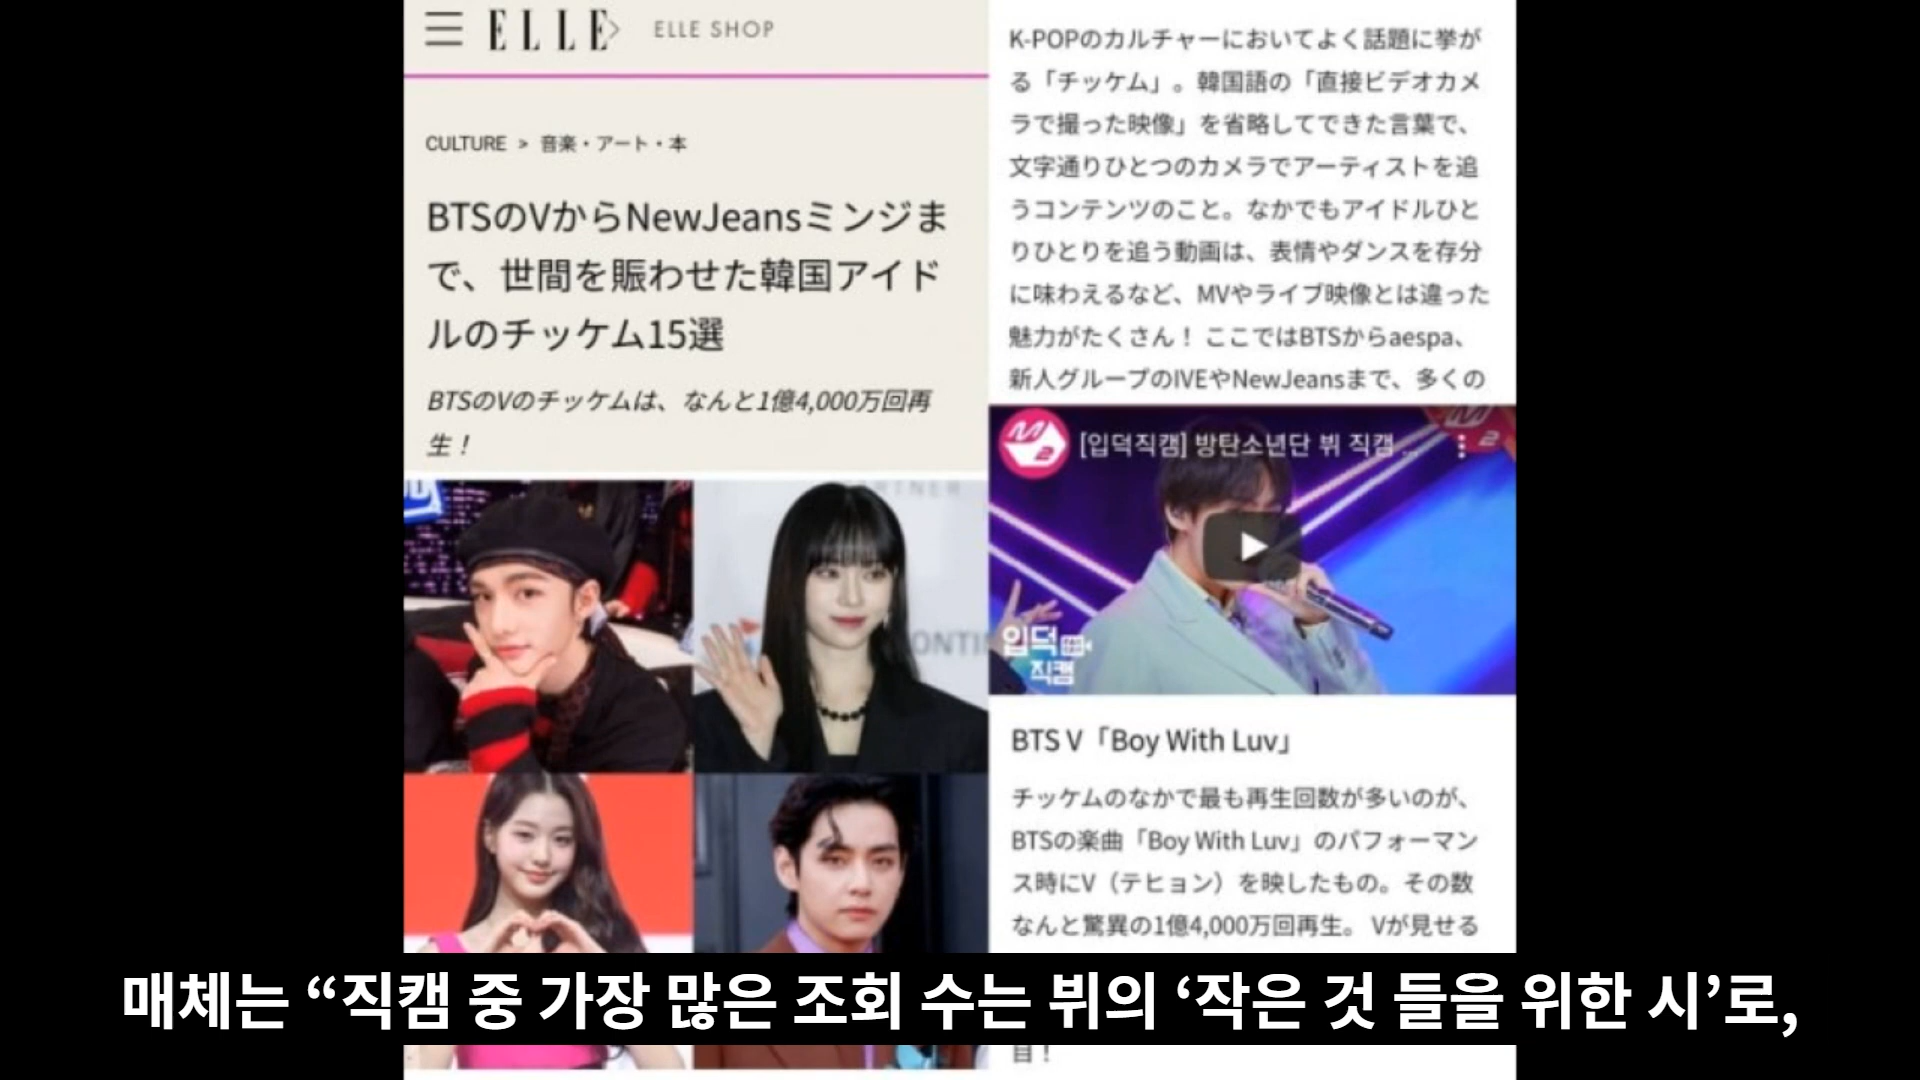 ELLE
ELLE SHOP
CULTURE > 音楽・アート・本
BTSのVからNewJeansミンジま
で、世間を賑わせた韓国アイド
ルのチッケム15選
BTSのVのチッケムは、なんと1億4,000万回再
生！
K-POPのカルチャーにおいてよく話題に挙が
る「チッケム」。韓国語の「直接ビデオカメ
ラで撮った映像」を省略してできた言葉で、
文字通りひとつのカメラでアーティストを追
うコンテンツのこと。なかでもアイドルひと
りひとりを追う動画は、表情やダンスを存分
に味わえるなど、MVやライブ映像とは違った
魅力がたくさん！ ここではBTSからaespa、
新人グループのIVEやNewJeansまで、多くの
M2
[입덕직캠] 방탄소년단 뷔 직캠 ...
입덕
직캠
BTS V「Boy With Luv」
チッケムのなかで最も再生回数が多いのが、
BTSの楽曲「Boy With Luv」のパフォーマン
ス時にV（テヒョン）を映したもの。その数
なんと驚異の1億4,000万回再生。 Vが見せる
매체는 “직캠 중 가장 많은 조회 수는 뷔의 ‘작은 것 들을 위한 시’로,
目！